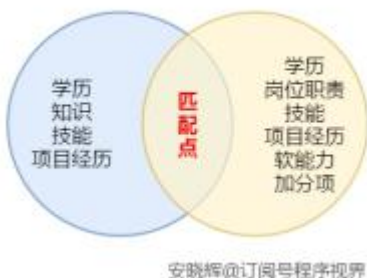 学历
知识
技能
项目经历
匹
配
点
学历
岗位职责
技能
项目经历
软能力
加分项
安晓辉@订阅号程序视界